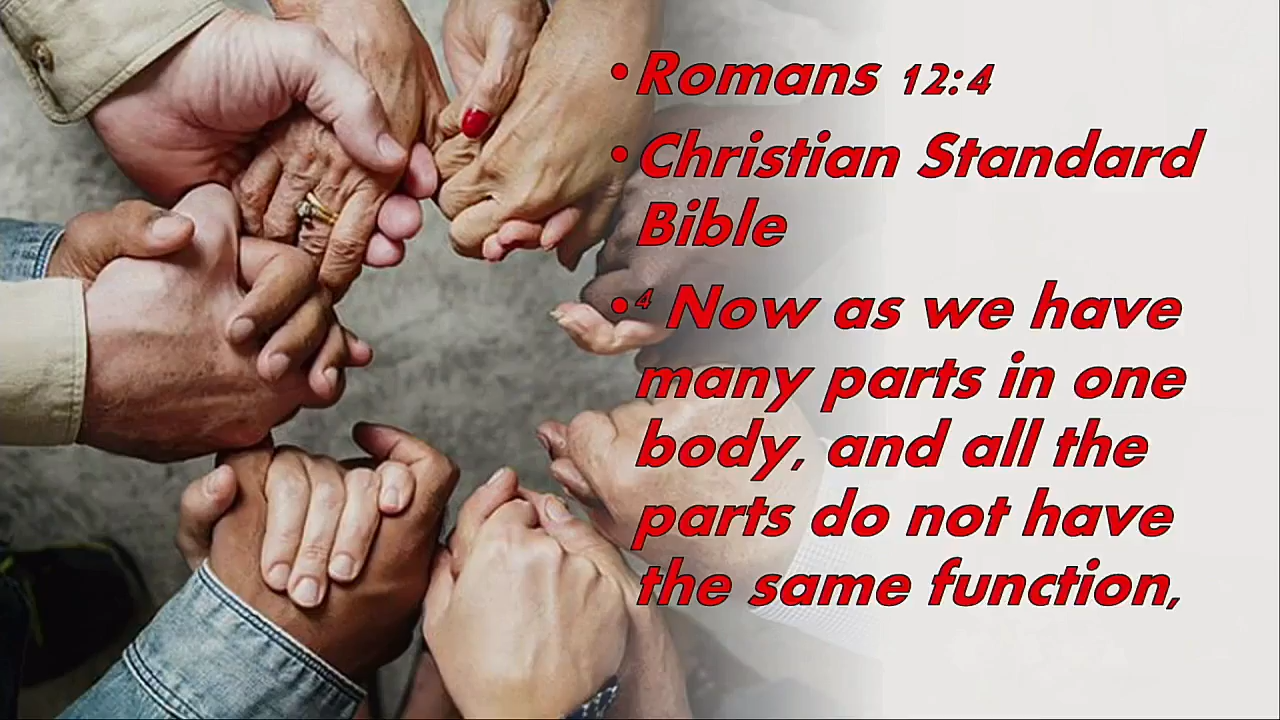 • Romans 12:4
• Christian Standard
Bible
• 4 Now as we have
many parts in one
body, and all the
parts do not have
the same function,